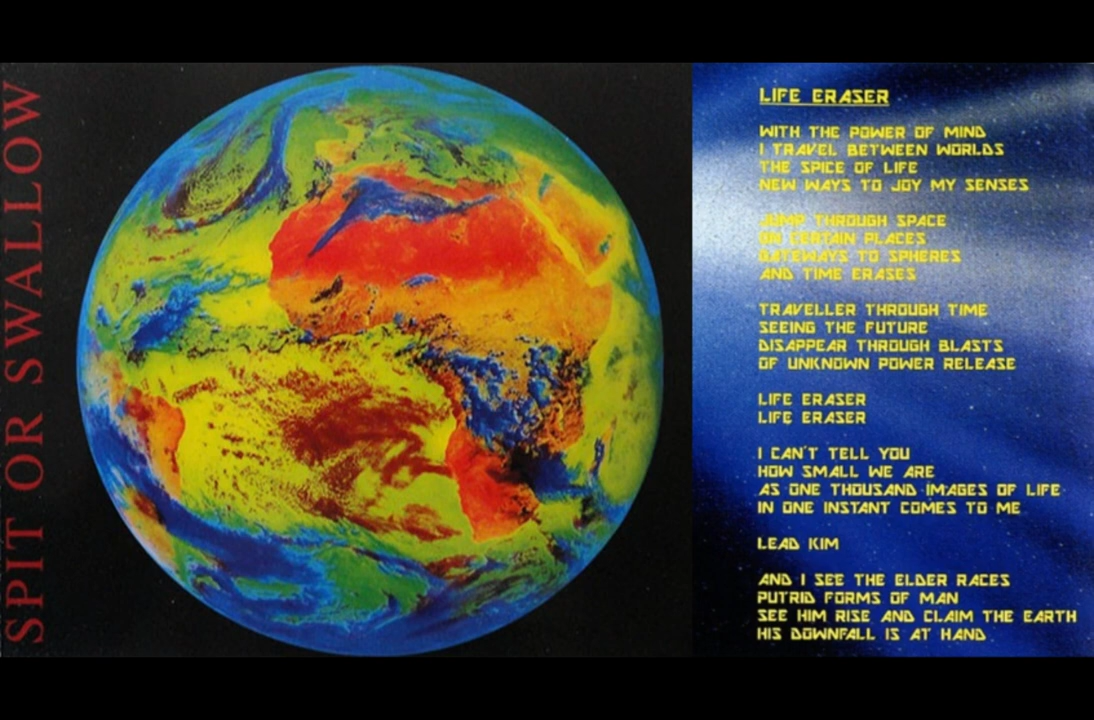 SPIT OR SWALLOW
LIFE ERASER
WITH THE POWER OF MIND
I TRAVEL BETWEEN WORLDS
THE SPICE OF LIFE
NEW WAYS TO JOY MY SENSES
JUMP THROUGH SPACE
ON CERTAIN PLACES
GATEWAYS TO SPHERES
AND TIME ERASES
TRAVELLER THROUGH TIME
SEEING THE FUTURE
DISAPPEAR THROUGH BLASTS
OF UNKNOWN POWER RELEASE
LIFE ERASER
LIFE ERASER
I CAN'T TELL YOU
HOW SMALL WE ARE
AS ONE THOUSAND IMAGES OF LIFE
IN ONE INSTANT COMES TO ME
LEAD KIM
AND I SEE THE ELDER RACES
PUTRID FORMS OF MAN
SEE HIM RISE AND CLAIM THE EARTH
HIS DOWNFALL IS AT HAND